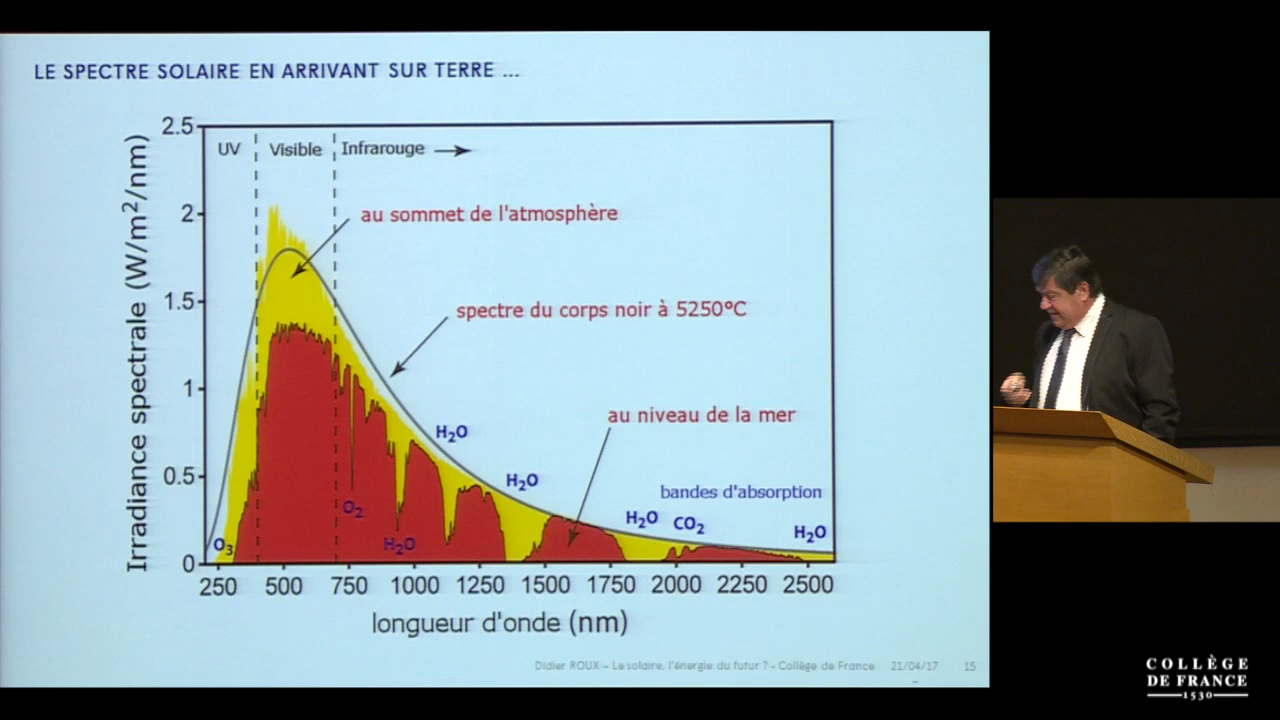 LE SPECTRE SOLAIRE EN ARRIVANT SUR TERRE ...
2.5
UV
Visible
Infrarouge
2
au sommet de l'atmosphère
1.5
spectre du corps noir à 5250°C
1
au niveau de la mer
H₂O
0.5
H₂O
bandes d'absorption
O₂
H₂O
CO₂
H₂O
O₃
H₂O
0
250 500 750 1000 1250 1500 1750 2000 2250 2500
longueur d'onde (nm)
Irradiance spectrale (W/m²/nm)
Didier ROUX – Le solaire, l'énergie du futur ? - Collège de France 21/04/17 15
COLLÈGE
DE FRANCE
1530